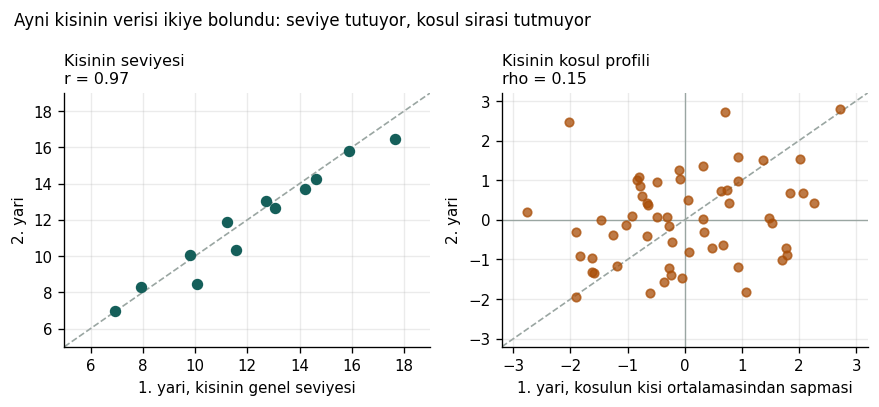 Ayni kisinin verisi ikiye bolundu: seviye tutuyor, kosul sirasi tutmuyor
Kisinin seviyesi
r = 0.97
18
16
14
12
10
8
6
2. yari
6 8 10 12 14 16 18
1. yari, kisinin genel seviyesi
Kisinin kosul profili
rho = 0.15
3
2
1
0
−1
−2
−3
2. yari
−3 −2 −1 0 1 2 3
1. yari, kosulun kisi ortalamasindan sapmasi